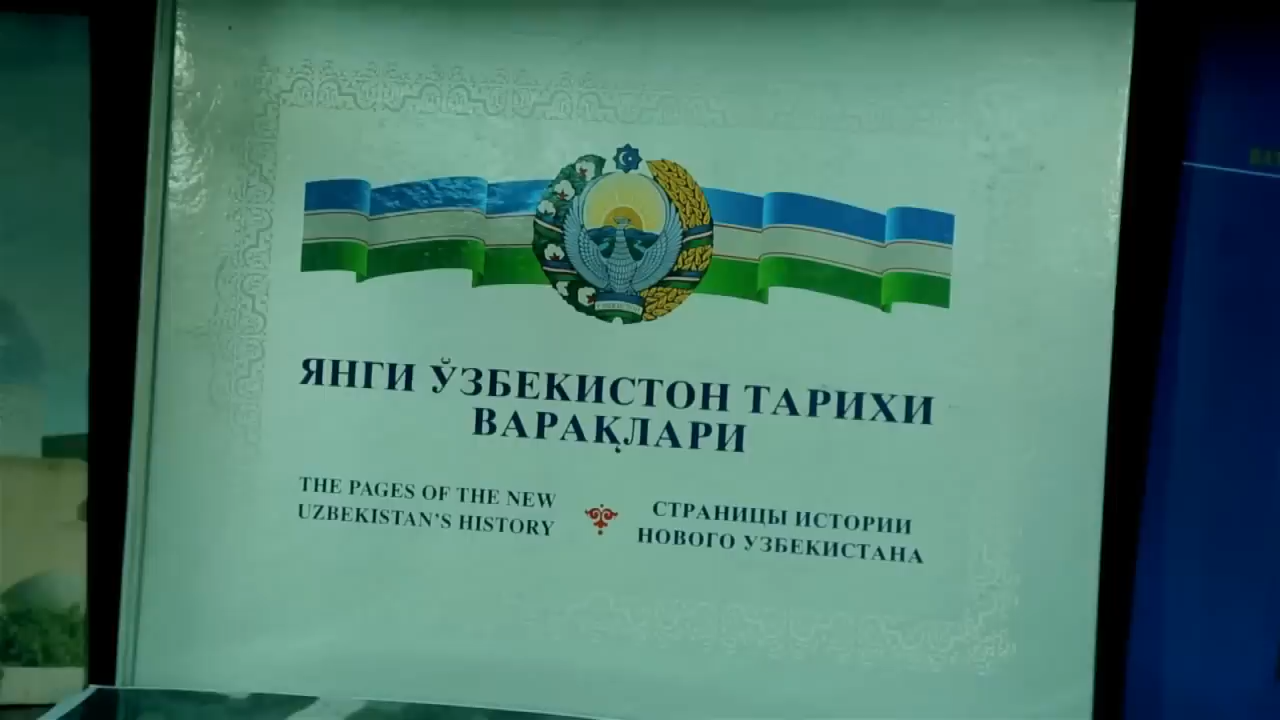 ЯНГИ ЎЗБЕКИСТОН ТАРИХИ
ВАРАҚЛАРИ
THE PAGES OF THE NEW
UZBEKISTAN'S HISTORY
СТРАНИЦЫ ИСТОРИИ
НОВОГО УЗБЕКИСТАНА